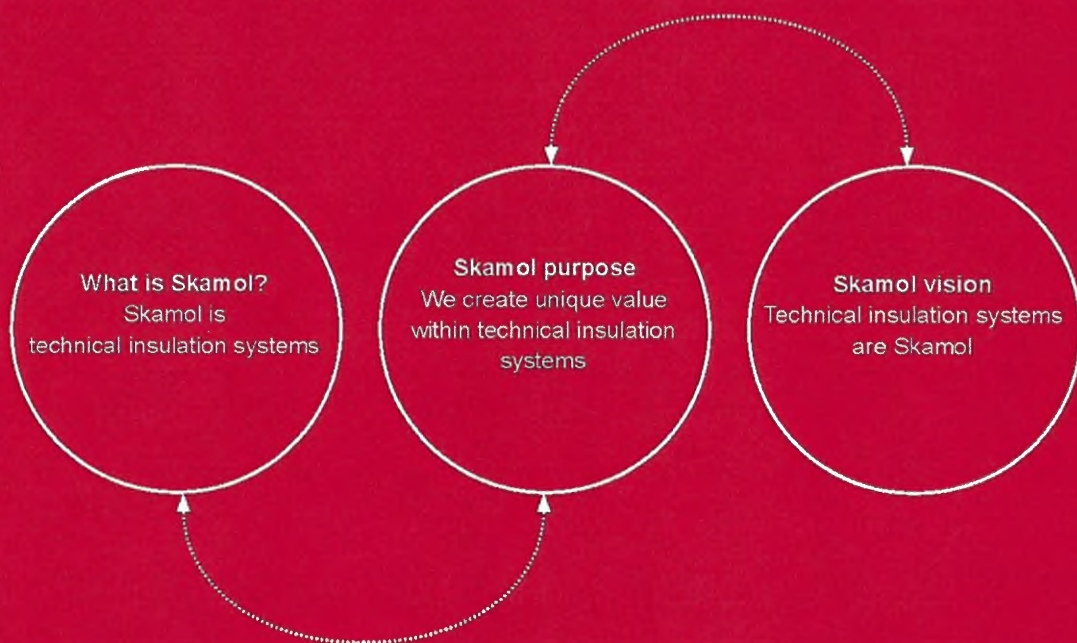 What is Skamol?
Skamol is
technical insulation systems
Skamol purpose
We create unique value
within technical insulation
systems
Skamol vision
Technical insulation systems
are Skamol